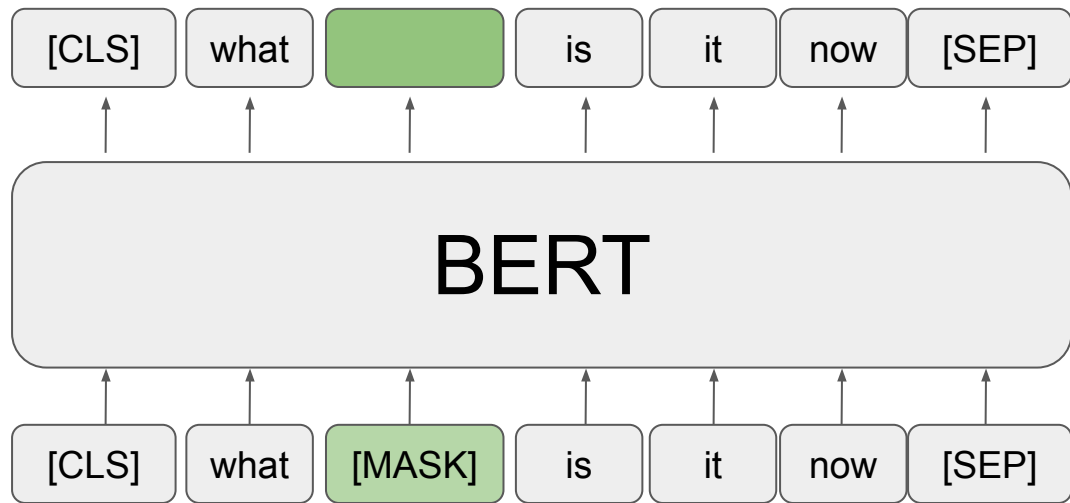 [CLS] what is it now [SEP]
BERT
[CLS] what [MASK] is it now [SEP]